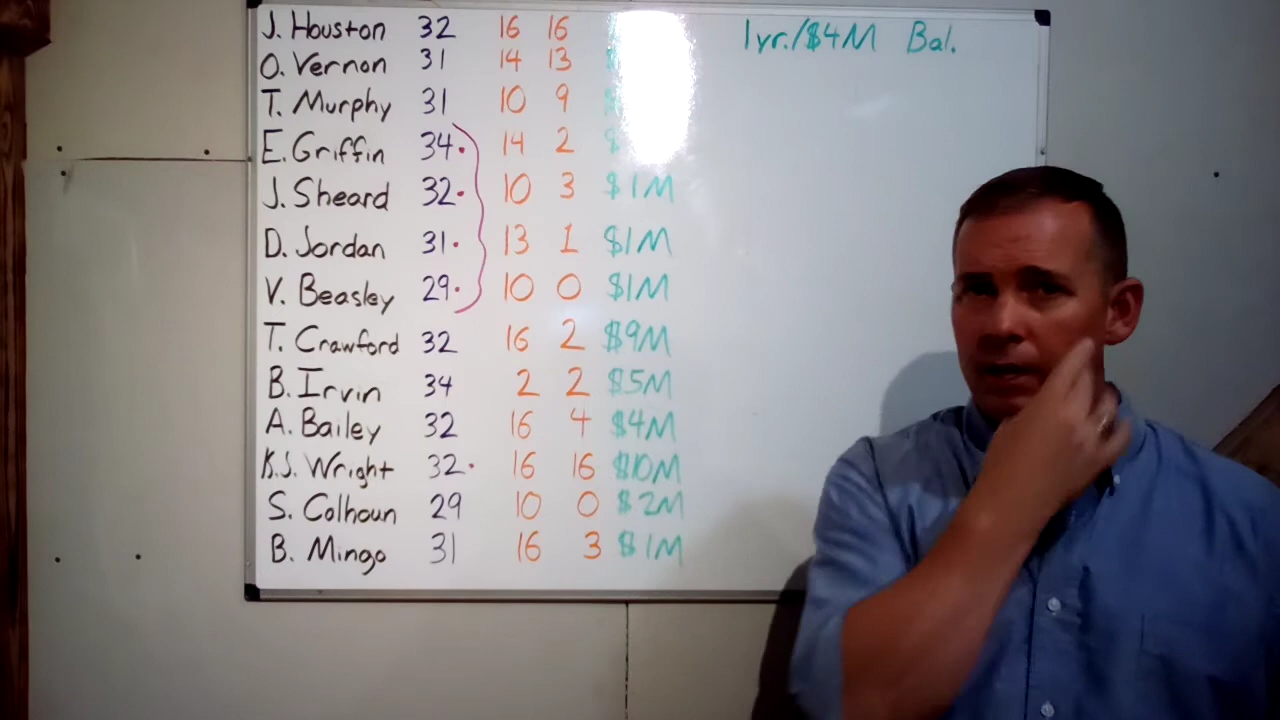 J. Houston 32 16 16 1yr./$4M Bal.
O. Vernon 31 14 13
T. Murphy 31 10 9
E. Griffin 34. 14 2 $
J. Sheard 32. 10 3 $1M
D. Jordan 31. 13 1 $1M
V. Beasley 29. 10 0 $1M
T. Crawford 32 16 2 $9M
B. Irvin 34 2 2 $5M
A. Bailey 32 16 4 $4M
K.J. Wright 32. 16 16 $10M
S. Calhoun 29 10 0 $2M
B. Mingo 31 16 3 $1M